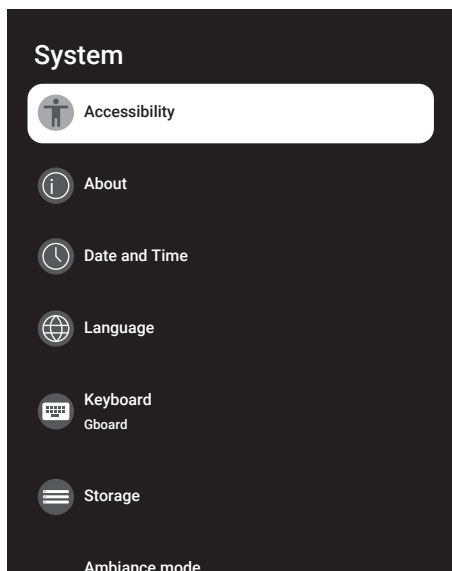 System
Accessibility
About
Date and Time
Language
Keyboard
Gboard
Storage
Ambiance mode